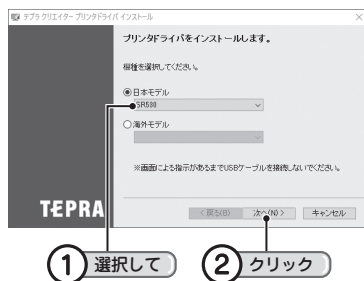 テプラ クリエイター プリンタドライバ インストール
プリンタドライバをインストールします。
機種を選択してください。
日本モデル
SR530
海外モデル
※画面による指示があるまでUSBケーブルを接続しないでください。
TEPRA
< 戻る(B)
次へ(N) >
キャンセル
1 選択して
2 クリック